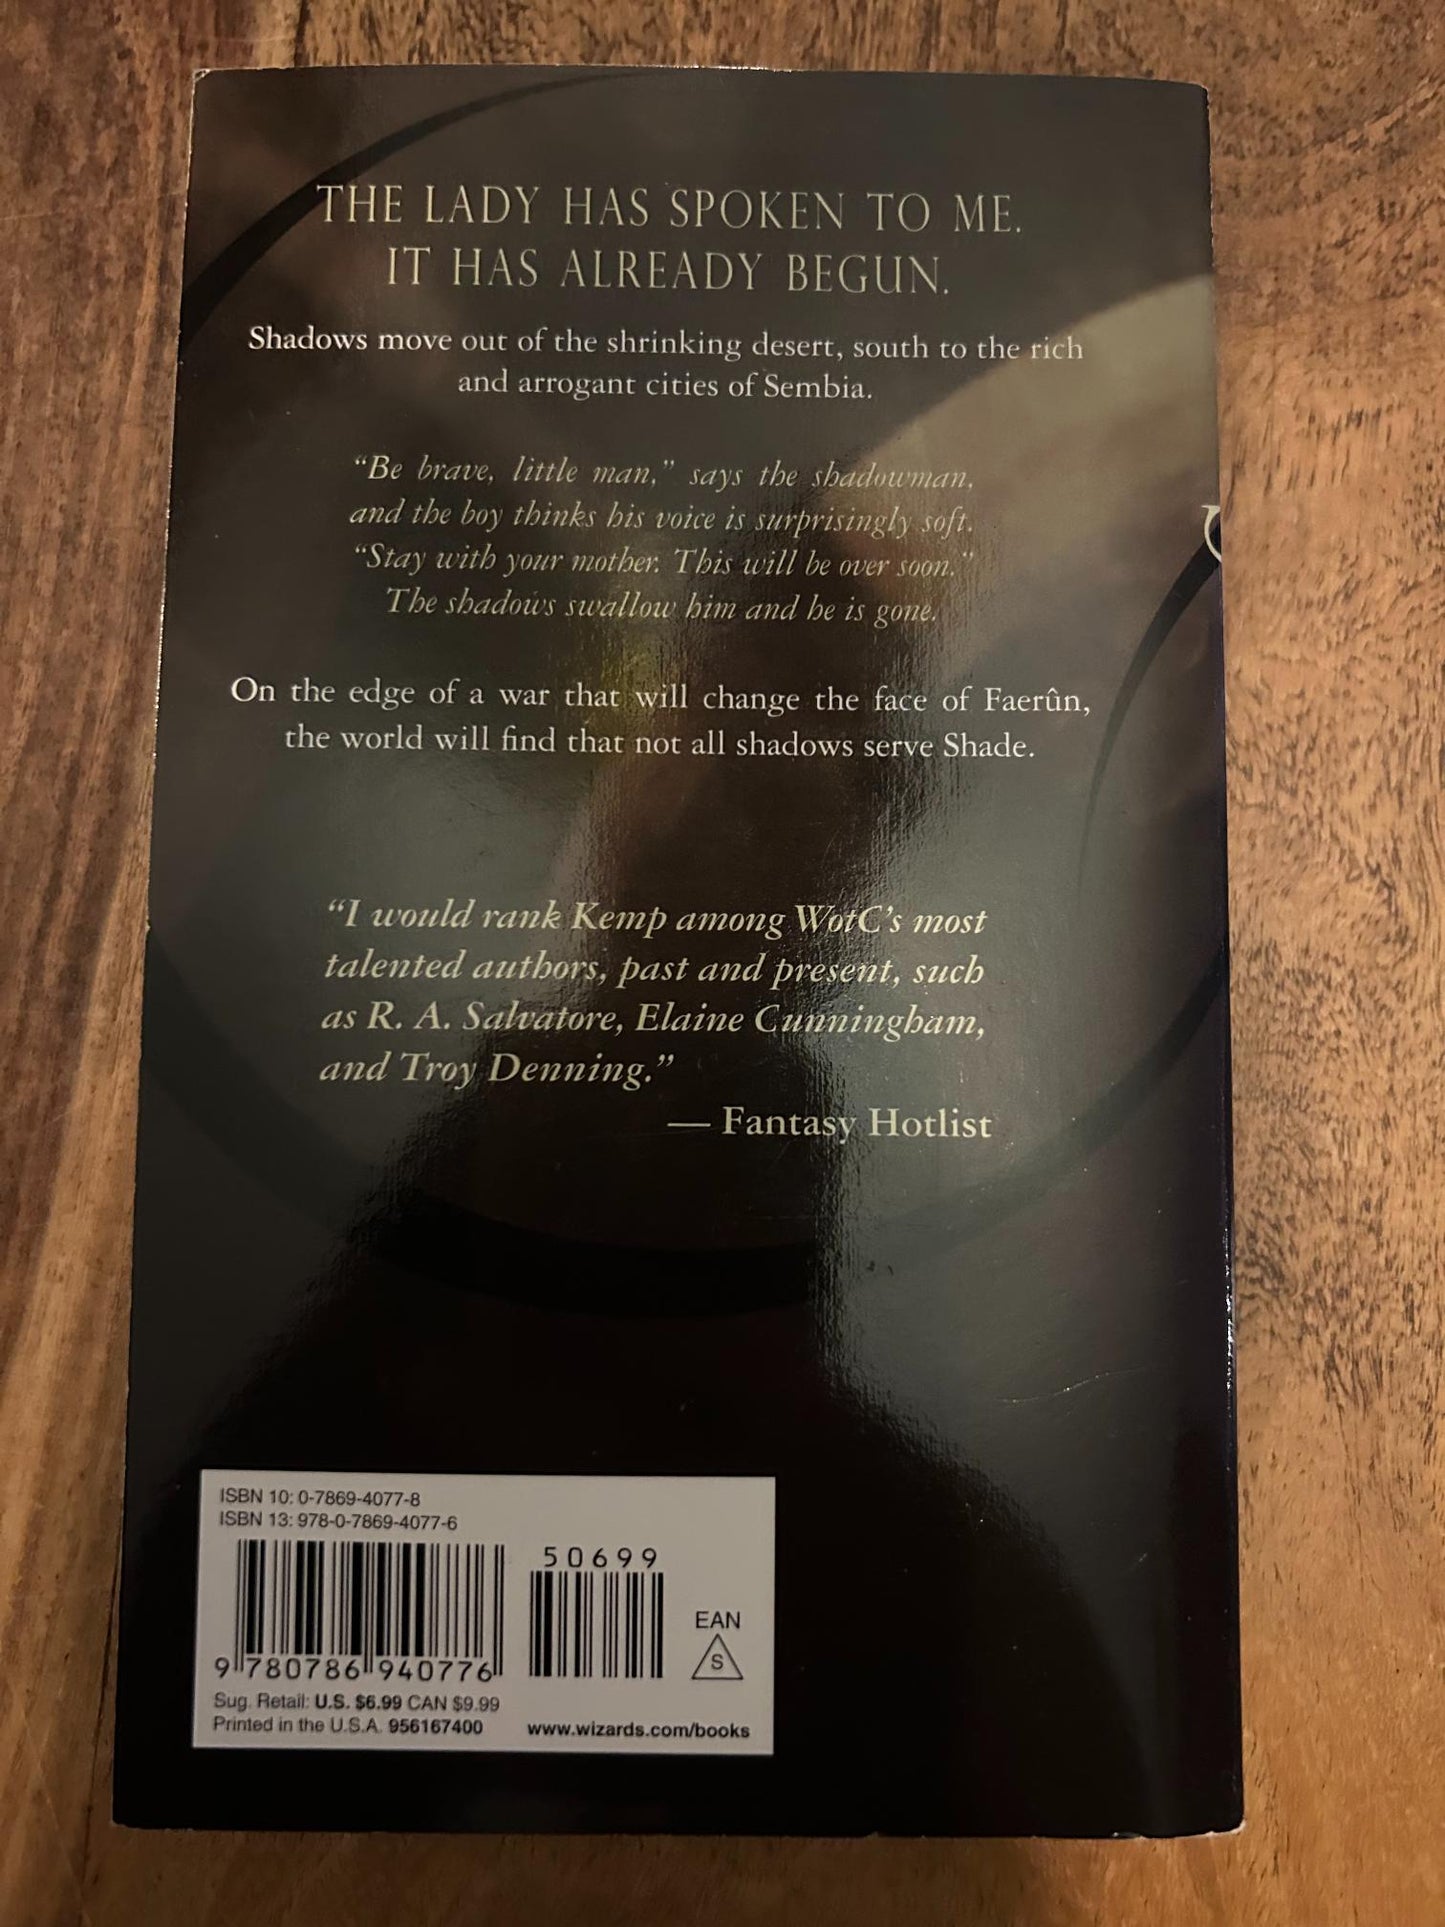 THE LADY HAS SPOKEN TO ME.
IT HAS ALREADY BEGUN.
Shadows move out of the shrinking desert, south to the rich
and arrogant cities of Sembia.
“Be brave, little man,” says the shadowman,
and the boy thinks his voice is surprisingly soft.
“Stay with your mother. This will be over soon.”
The shadows swallow him and he is gone.
On the edge of a war that will change the face of Faerûn,
the world will find that not all shadows serve Shade.
“I would rank Kemp among WotC’s most
talented authors, past and present, such
as R. A. Salvatore, Elaine Cunningham,
and Troy Denning.”
— Fantasy Hotlist
ISBN 10: 0-7869-4077-8
ISBN 13: 978-0-7869-4077-6
50699
EAN
S
9 780786 940776
Sug. Retail: U.S. $6.99 CAN $9.99
Printed in the U.S.A. 956167400
www.wizards.com/books